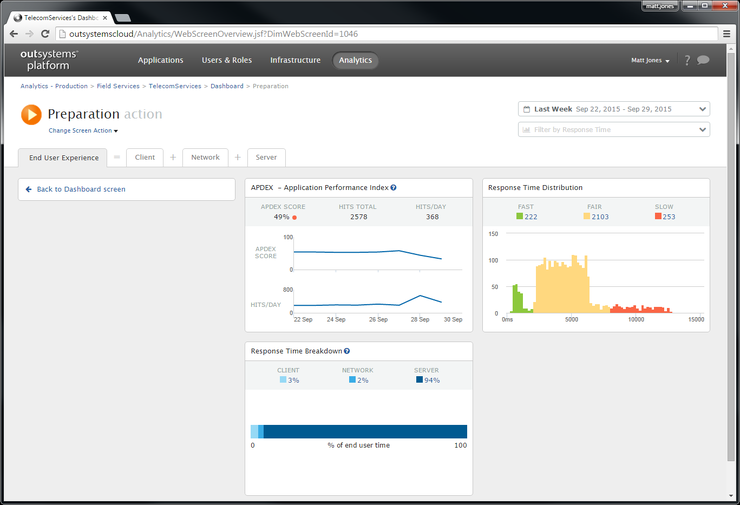 matt.jones
TelecomServices's Dashbo
outsystemscloud/Analytics/WebScreenOverview.jsf?DimWebScreenId=1046
outsystems
platform
Applications
Users & Roles
Infrastructure
Analytics
Matt Jones
?
Analytics - Production > Field Services > TelecomServices > Dashboard > Preparation
Preparation action
Change Screen Action
Last Week Sep 22, 2015 - Sep 29, 2015
Filter by Response Time
End User Experience = Client + Network + Server
Back to Dashboard screen
APDEX - Application Performance Index ?
APDEX SCORE HITS TOTAL HITS/DAY
49% 2578 368
100
APDEX
SCORE
0
800
HITS/DAY
0
22 Sep 24 Sep 26 Sep 28 Sep 30 Sep
Response Time Distribution
FAST FAIR SLOW
222 2103 253
150
100
50
0
0ms 5000 10000 15000
Response Time Breakdown ?
CLIENT NETWORK SERVER
3% 2% 94%
0 % of end user time 100